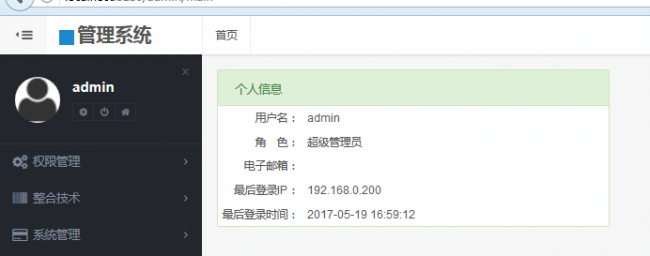 管理系统
首页
admin
权限管理
整合技术
系统管理
个人信息
用户名： admin
角 色： 超级管理员
电子邮箱：
最后登录IP： 192.168.0.200
最后登录时间： 2017-05-19 16:59:12